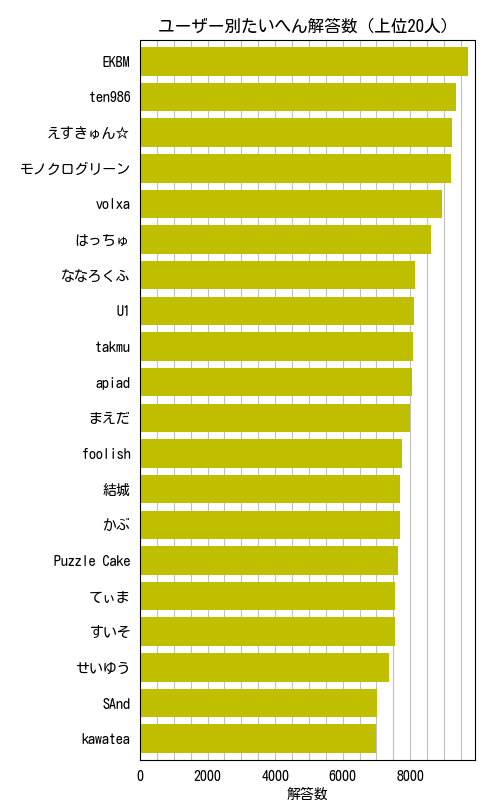 ユーザー別たいへん解答数（上位20人）
EKBM
ten986
えすきゅん☆
モノクログリーン
volxa
はっちゅ
ななろくふ
U1
takmu
apiad
まえだ
foolish
結城
かぶ
Puzzle Cake
てぃま
すいそ
せいゆう
SAnd
kawatea
0 2000 4000 6000 8000
解答数